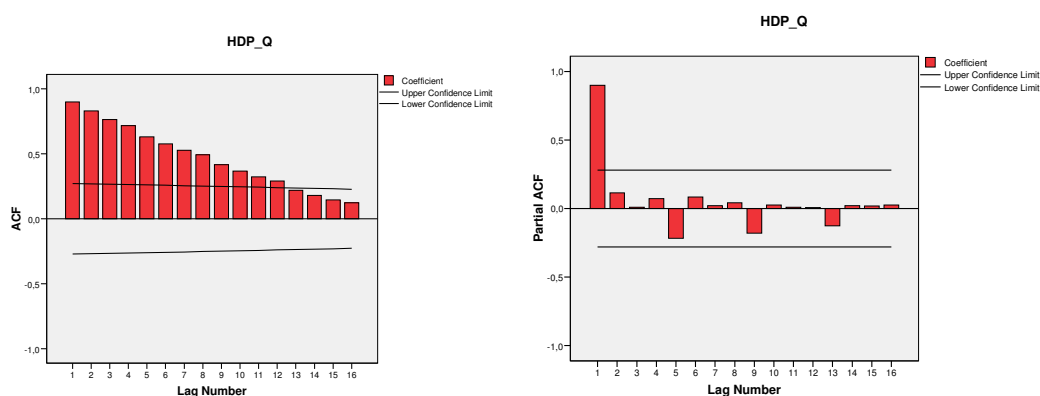 HDP_Q
Coefficient
Upper Confidence Limit
Lower Confidence Limit
1,0
0,5
0,0
-0,5
-1,0
ACF
1 2 3 4 5 6 7 8 9 10 11 12 13 14 15 16
Lag Number
HDP_Q
Coefficient
Upper Confidence Limit
Lower Confidence Limit
1,0
0,5
0,0
-0,5
-1,0
Partial ACF
1 2 3 4 5 6 7 8 9 10 11 12 13 14 15 16
Lag Number